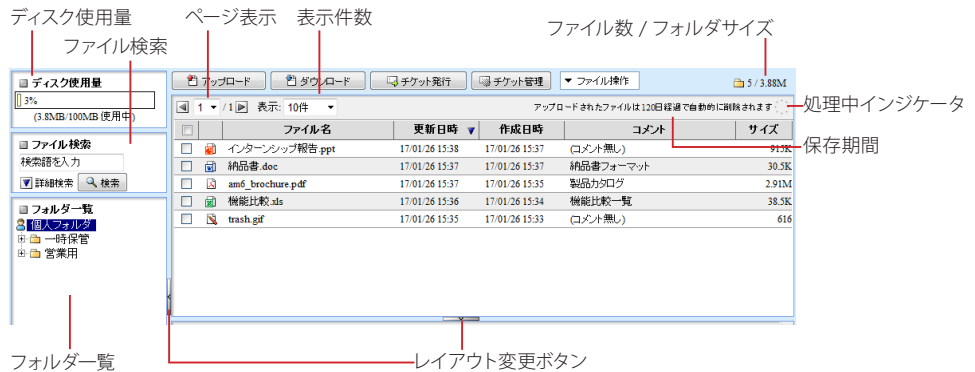 ディスク使用量
ページ表示
表示件数
ファイル数 / フォルダサイズ
ファイル検索
ディスク使用量
3%
(3.8MB/100MB 使用中)
アップロード
ダウンロード
チケット発行
チケット管理
▼ ファイル操作
5 / 3.88M
1 ▼ / 1
表示: 10件 ▼
アップロードされたファイルは120日経過で自動的に削除されます
処理中インジケータ
保存期間
ファイル検索
検索語を入力
▼ 詳細検索
検索
ファイル名 更新日時 ▼ 作成日時 コメント サイズ
インターンシップ報告.ppt 17/01/26 15:38 17/01/26 15:37 (コメント無し) 915K
納品書.doc 17/01/26 15:37 17/01/26 15:37 納品書フォーマット 30.5K
am6_brochure.pdf 17/01/26 15:37 17/01/26 15:35 製品カタログ 2.91M
機能比較.xls 17/01/26 15:36 17/01/26 15:34 機能比較一覧 38.5K
trash.gif 17/01/26 15:35 17/01/26 15:33 (コメント無し) 616
フォルダ一覧
個人フォルダ
一時保管
営業用
フォルダ一覧
レイアウト変更ボタン